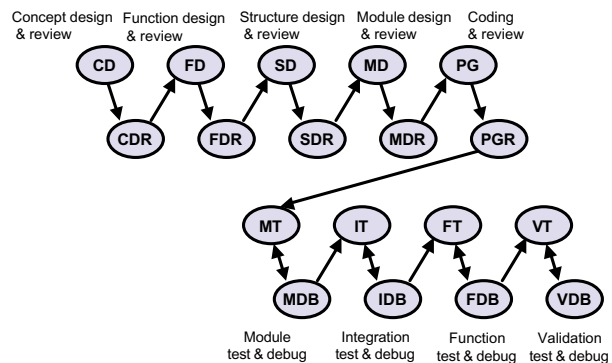 Concept design
& review
Function design
& review
Structure design
& review
Module design
& review
Coding
& review
CD
FD
SD
MD
PG
CDR
FDR
SDR
MDR
PGR
MT
IT
FT
VT
MDB
IDB
FDB
VDB
Module
test & debug
Integration
test & debug
Function
test & debug
Validation
test & debug